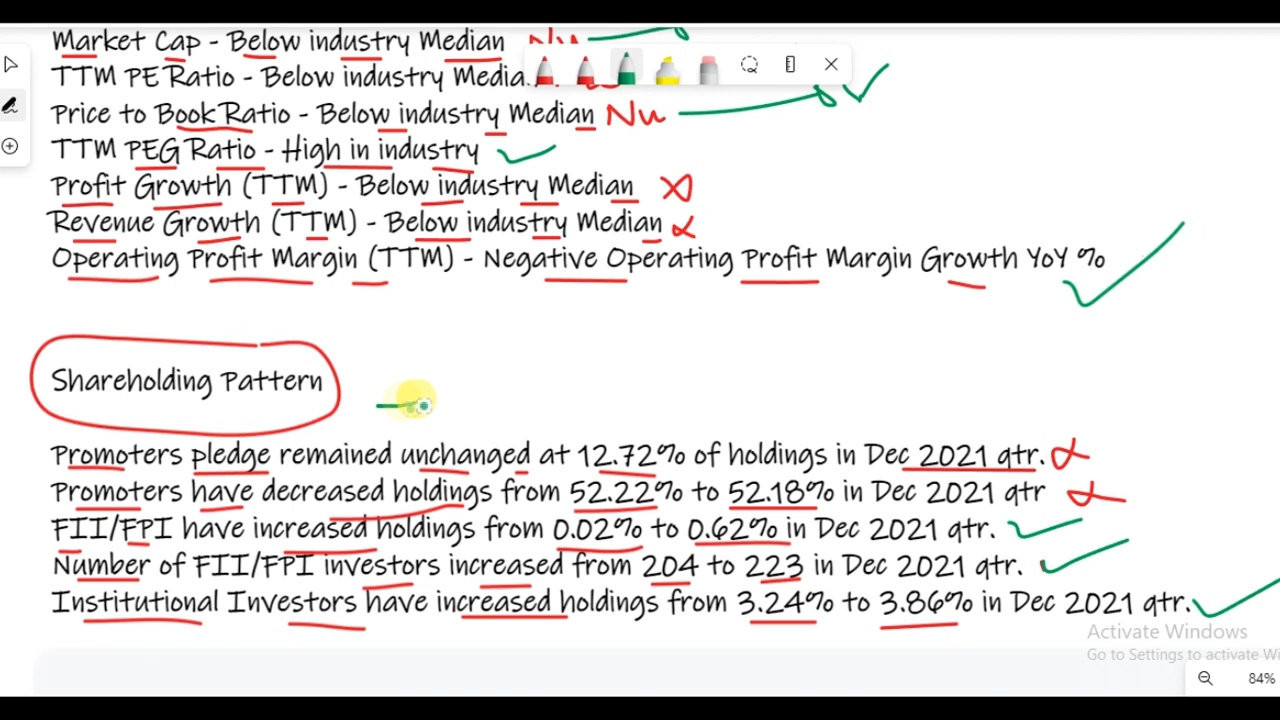 Market Cap - Below industry Median Nu
TTM PE Ratio - Below industry Media
Price to Book Ratio - Below industry Median Nu
TTM PEG Ratio - High in industry
Profit Growth (TTM) - Below industry Median
Revenue Growth (TTM) - Below industry Median
Operating Profit Margin (TTM) - Negative Operating Profit Margin Growth YoY %
Shareholding Pattern
Promoters pledge remained unchanged at 12.72% of holdings in Dec 2021 qtr.
Promoters have decreased holdings from 52.22% to 52.18% in Dec 2021 qtr
FII/FPI have increased holdings from 0.02% to 0.62% in Dec 2021 qtr.
Number of FII/FPI investors increased from 204 to 223 in Dec 2021 qtr.
Institutional Investors have increased holdings from 3.24% to 3.86% in Dec 2021 qtr.
Activate Windows
Go to Settings to activate Wi
84%